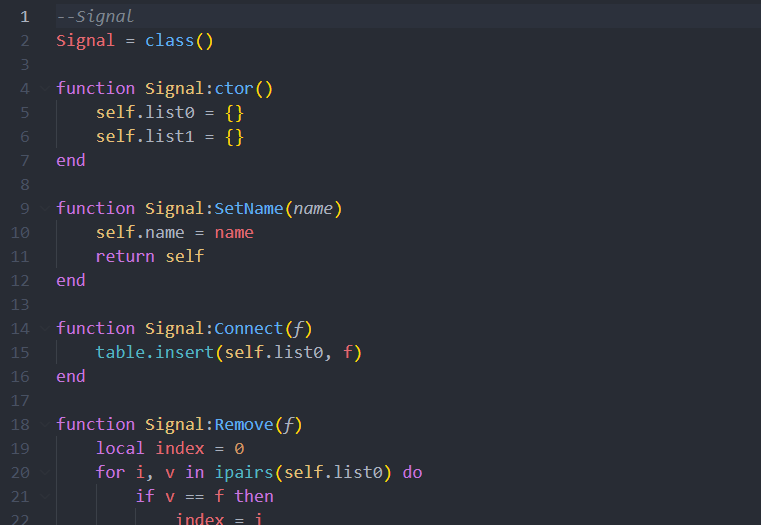 1 --Signal
2 Signal = class()
3
4 function Signal:ctor()
5     self.list0 = {}
6     self.list1 = {}
7 end
8
9 function Signal:SetName(name)
10     self.name = name
11     return self
12 end
13
14 function Signal:Connect(f)
15     table.insert(self.list0, f)
16 end
17
18 function Signal:Remove(f)
19     local index = 0
20     for i, v in ipairs(self.list0) do
21         if v == f then
22             index = i